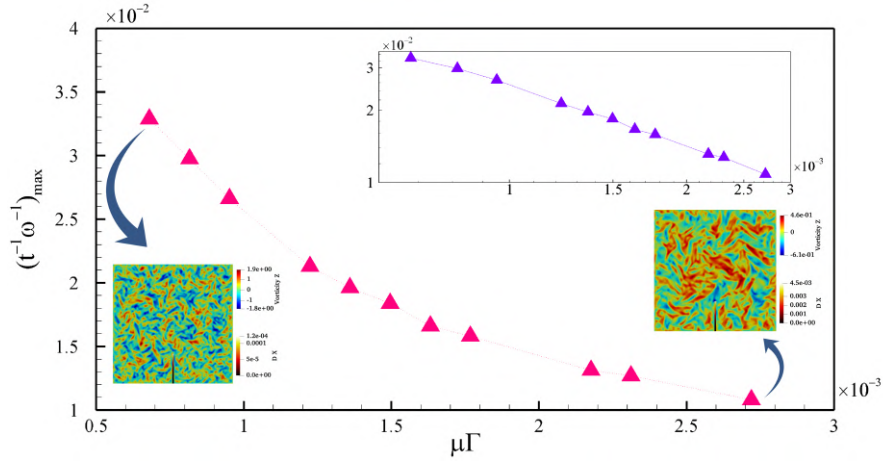 ×10⁻²
4
3.5
3
2.5
2
1.5
1
0.5 1 1.5 2 2.5 3
×10⁻³
μΓ
(t⁻¹ω⁻¹)max
×10⁻²
3
2
1
1 1.5 2 2.5 3
×10⁻³
1.9e+00
1
0
-1
-1.8e+00
Vorticity Z
1.2e-04
0.0001
5e-5
0.0e+00
D X
4.6e-01
0
-6.1e-01
Vorticity Z
4.5e-03
0.003
0.002
0.001
0.0e+00
D X